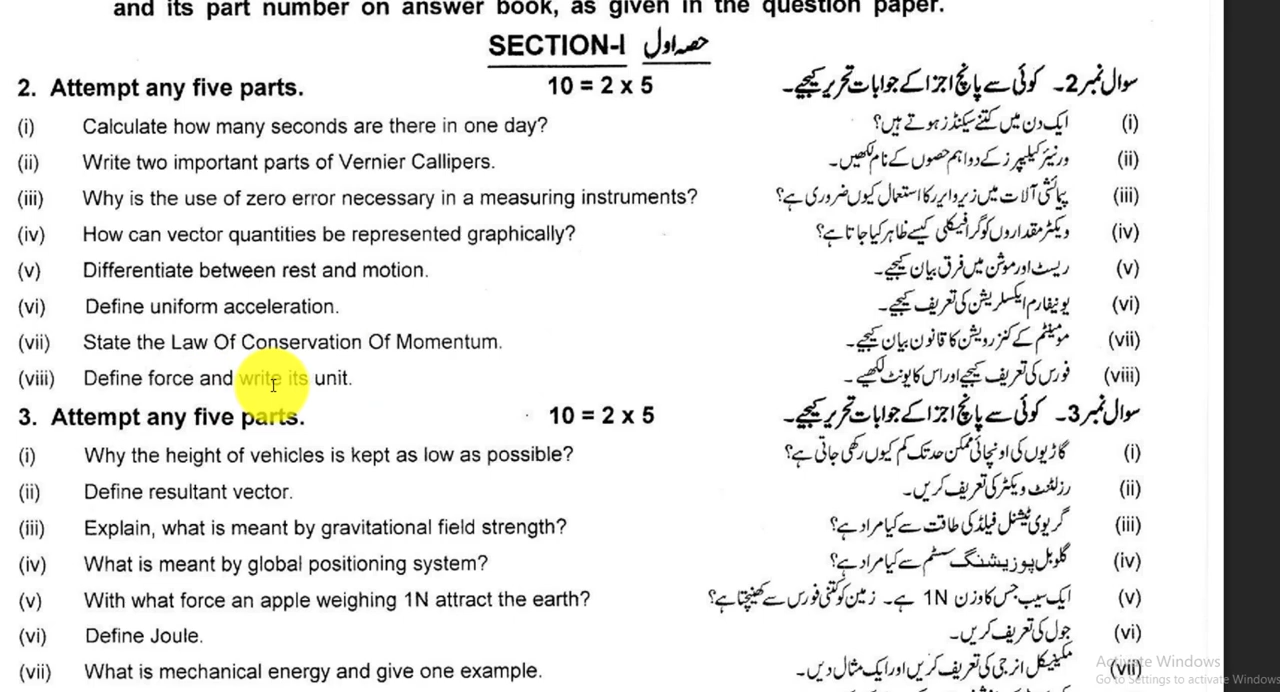 and its part number on answer book, as given in the question paper.
SECTION-I حصہ اول
2. Attempt any five parts. 10 = 2 x 5 سوال نمبر 2۔ کوئی سے پانچ اجزا کے جوابات تحریر کیجیے۔
(i) Calculate how many seconds are there in one day? ایک دن میں کتنے سیکنڈز ہوتے ہیں؟ (i)
(ii) Write two important parts of Vernier Callipers. ورنیئر کیلیپرز کے دو اہم حصوں کے نام لکھیں۔ (ii)
(iii) Why is the use of zero error necessary in a measuring instruments? پیمائشی آلات میں زیرو ایرر کا استعمال کیوں ضروری ہے؟ (iii)
(iv) How can vector quantities be represented graphically? ویکٹر مقداروں کو گرافیکلی کیسے ظاہر کیا جاتا ہے؟ (iv)
(v) Differentiate between rest and motion. ریسٹ اور موشن میں فرق بیان کیجیے۔ (v)
(vi) Define uniform acceleration. یونیفارم ایکسلریشن کی تعریف کیجیے۔ (vi)
(vii) State the Law Of Conservation Of Momentum. مومینٹم کے کنزرویشن کا قانون بیان کیجیے۔ (vii)
(viii) Define force and write its unit. فورس کی تعریف کیجیے اور اس کا یونٹ لکھیے۔ (viii)
3. Attempt any five parts. 10 = 2 x 5 سوال نمبر 3۔ کوئی سے پانچ اجزا کے جوابات تحریر کیجیے۔
(i) Why the height of vehicles is kept as low as possible? گاڑیوں کی اونچائی ممکن حد تک کم کیوں رکھی جاتی ہے؟ (i)
(ii) Define resultant vector. رزلٹنٹ ویکٹر کی تعریف کریں۔ (ii)
(iii) Explain, what is meant by gravitational field strength? گریوی ٹیشنل فیلڈ کی طاقت سے کیا مراد ہے؟ (iii)
(iv) What is meant by global positioning system? گلوبل پوزیشننگ سسٹم سے کیا مراد ہے؟ (iv)
(v) With what force an apple weighing 1N attract the earth? ایک سیب جس کا وزن 1N ہے۔ زمین کو کتنی فورس سے کھینچتا ہے؟ (v)
(vi) Define Joule. جول کی تعریف کریں۔ (vi)
(vii) What is mechanical energy and give one example. مکینیکل انرجی کی تعریف کریں اور ایک مثال دیں۔ (vii)
Activate Windows
Go to Settings to activate Windows